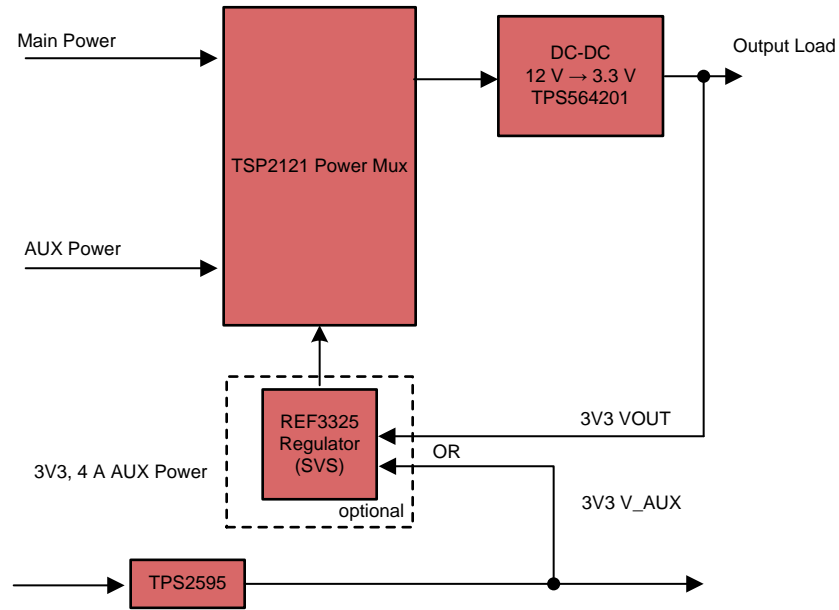 Main Power
DC-DC
12 V → 3.3 V
TPS564201
Output Load
TSP2121 Power Mux
AUX Power
REF3325
Regulator
(SVS)
optional
3V3 VOUT
OR
3V3, 4 A AUX Power
3V3 V_AUX
TPS2595